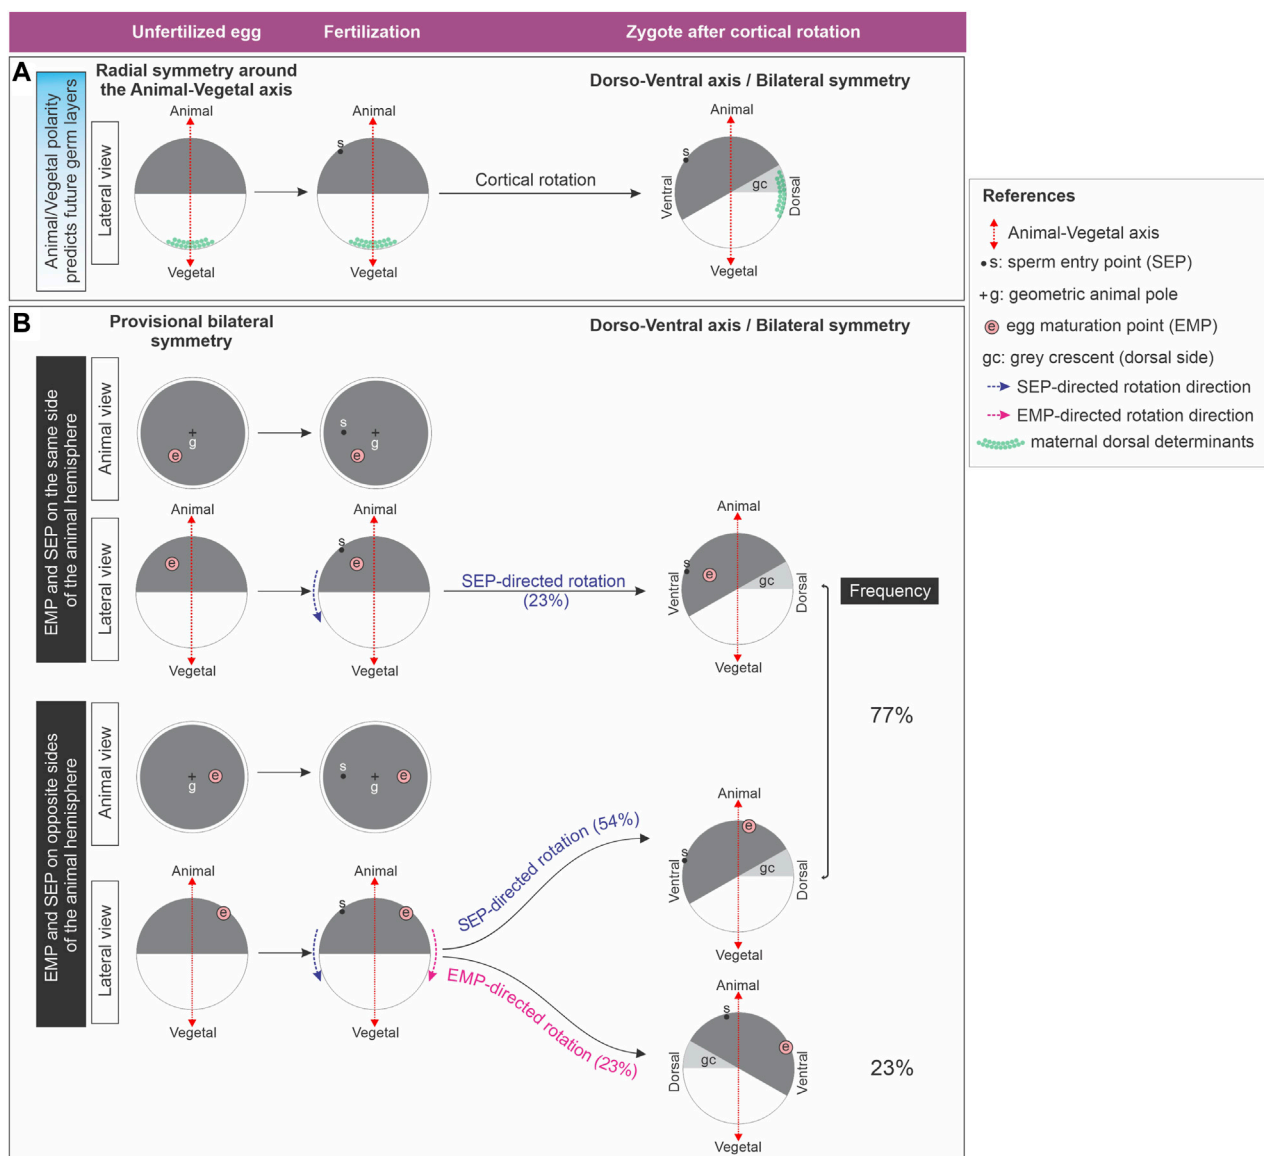 Unfertilized egg
Fertilization
Zygote after cortical rotation
A
Animal/Vegetal polarity
predicts future germ layers
Lateral view
Radial symmetry around
the Animal-Vegetal axis
Animal
Vegetal
Animal
s
Vegetal
Cortical rotation
Dorso-Ventral axis / Bilateral symmetry
Animal
s
gc
Ventral
Dorsal
Vegetal
References
Animal-Vegetal axis
s: sperm entry point (SEP)
+g: geometric animal pole
e egg maturation point (EMP)
gc: grey crescent (dorsal side)
SEP-directed rotation direction
EMP-directed rotation direction
maternal dorsal determinants
B
Provisional bilateral
symmetry
Dorso-Ventral axis / Bilateral symmetry
EMP and SEP on the same side
of the animal hemisphere
Animal view
+
g
e
s
+
g
e
Lateral view
Animal
e
Vegetal
Animal
s
e
Vegetal
SEP-directed rotation
(23%)
Animal
s
e
gc
Ventral
Dorsal
Vegetal
Frequency
77%
EMP and SEP on opposite sides
of the animal hemisphere
Animal view
+
g
e
s
+
g
e
Lateral view
Animal
e
Vegetal
Animal
s
e
Vegetal
SEP-directed rotation (54%)
Animal
e
s
gc
Ventral
Dorsal
Vegetal
EMP-directed rotation (23%)
Animal
s
e
gc
Dorsal
Ventral
Vegetal
23%